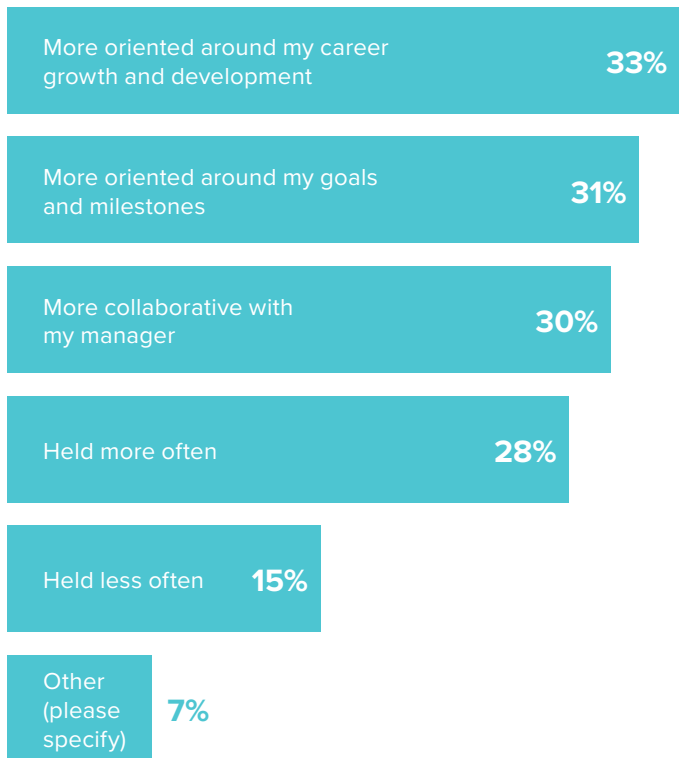 More oriented around my career
growth and development
33%
More oriented around my goals
and milestones
31%
More collaborative with
my manager
30%
Held more often
28%
Held less often
15%
Other
(please
specify)
7%